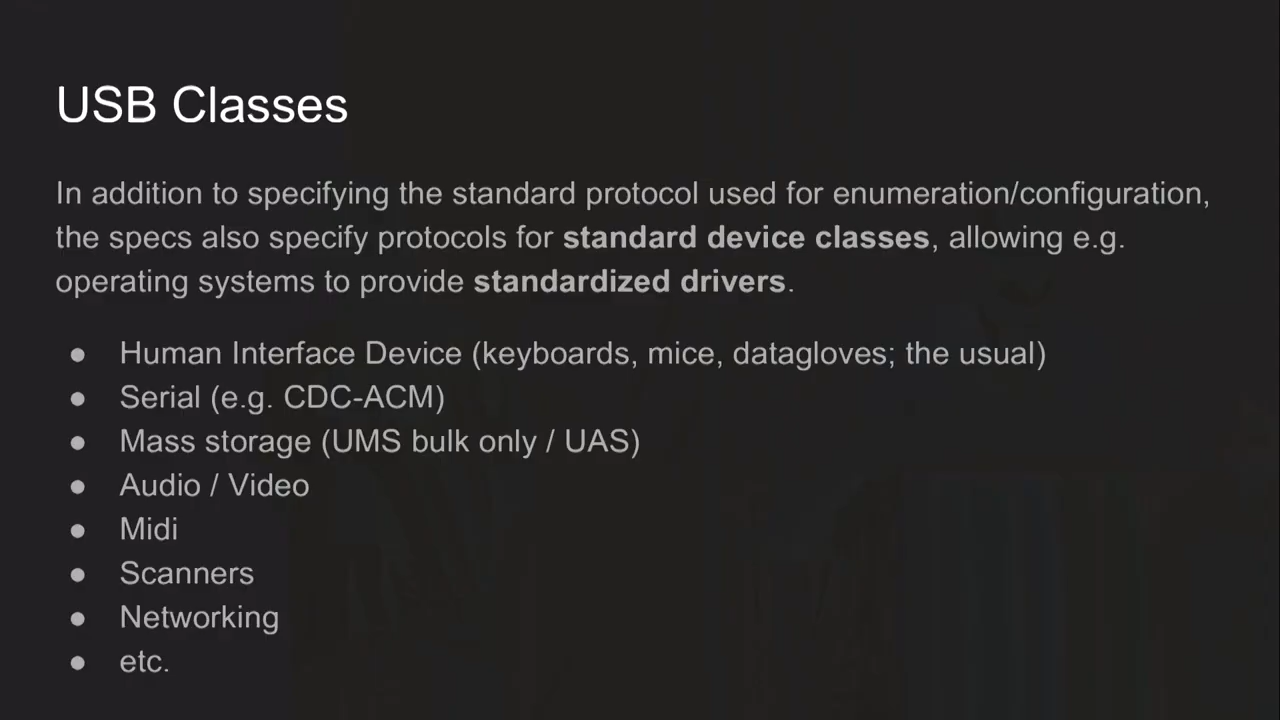 USB Classes
In addition to specifying the standard protocol used for enumeration/configuration,
the specs also specify protocols for standard device classes, allowing e.g.
operating systems to provide standardized drivers.
● Human Interface Device (keyboards, mice, datagloves; the usual)
● Serial (e.g. CDC-ACM)
● Mass storage (UMS bulk only / UAS)
● Audio / Video
● Midi
● Scanners
● Networking
● etc.